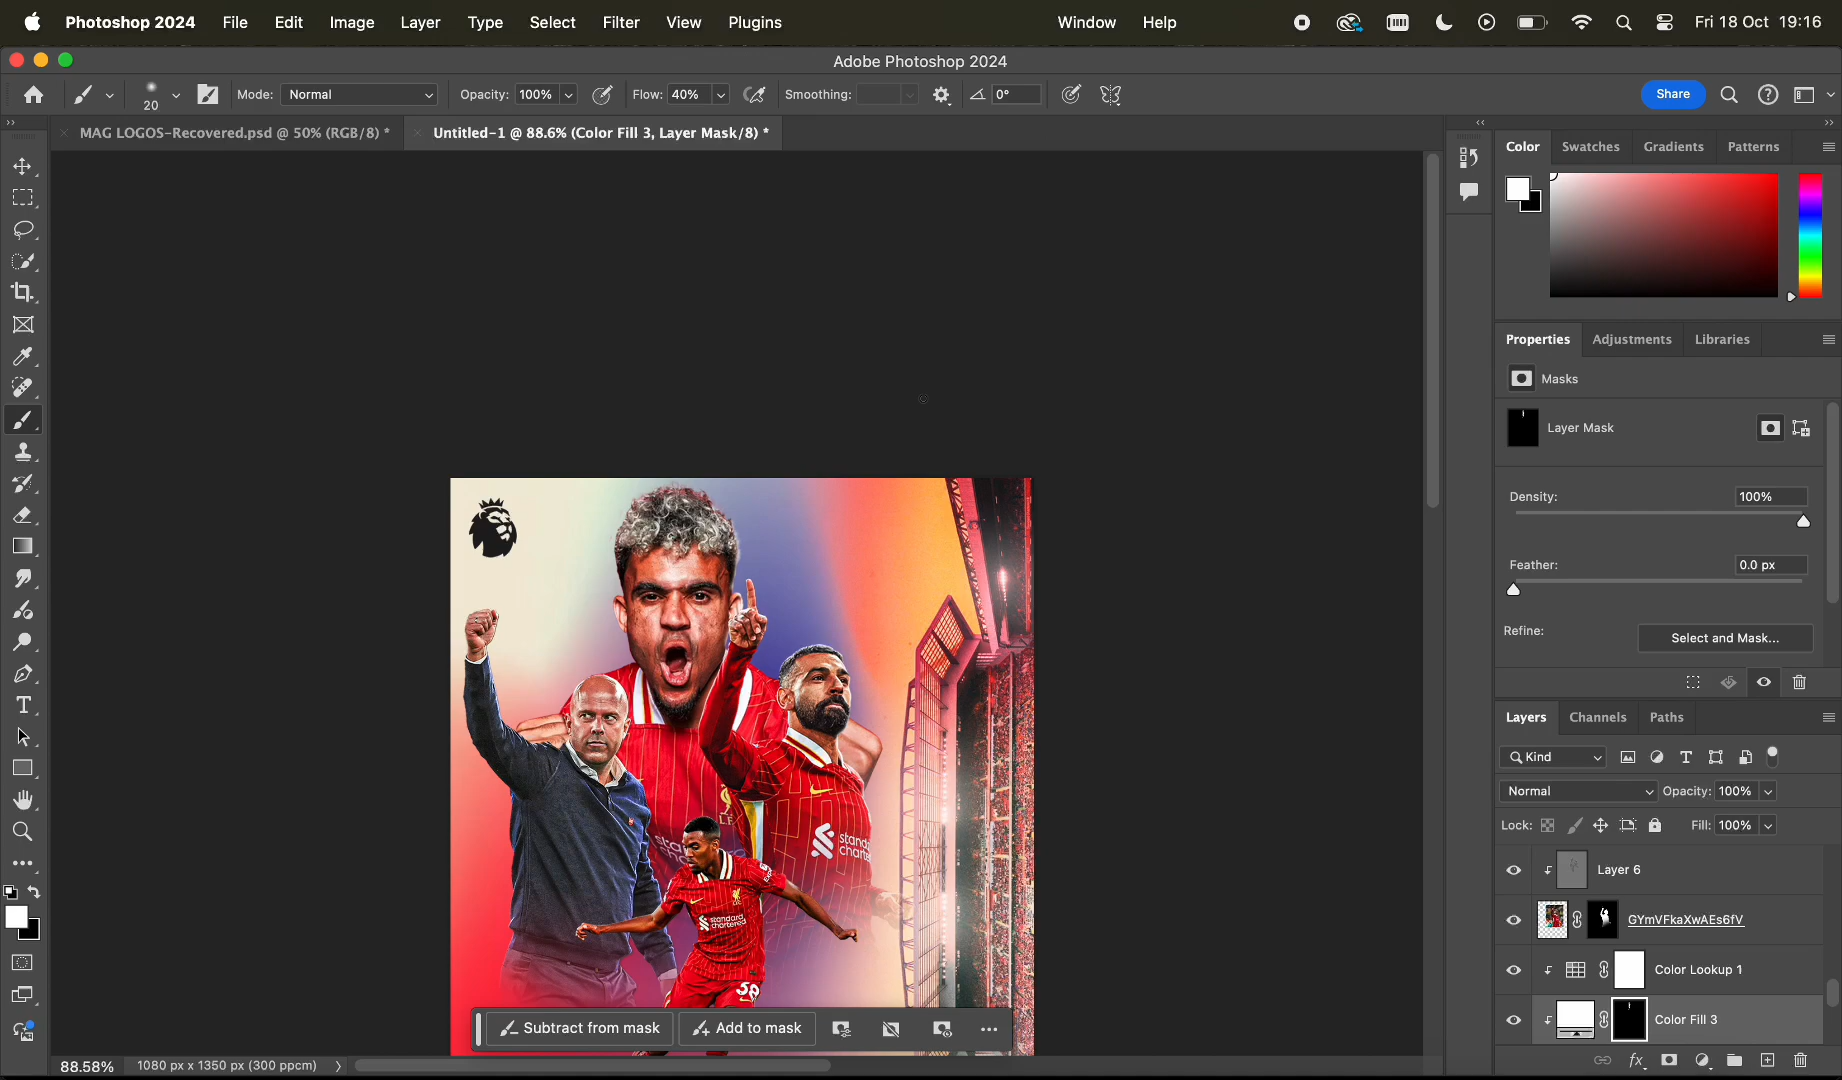 Photoshop 2024 File Edit Image Layer Type Select Filter View Plugins Window Help Fri 18 Oct 19:16
Adobe Photoshop 2024
20 Mode: Normal Opacity: 100% Flow: 40% Smoothing: 0° Share
MAG LOGOS-Recovered.psd @ 50% (RGB/8) * Untitled-1 @ 88.6% (Color Fill 3, Layer Mask/8) *
Color Swatches Gradients Patterns
Properties Adjustments Libraries
Masks
Layer Mask
Density: 100%
Feather: 0.0 px
Refine: Select and Mask...
Layers Channels Paths
Kind
Normal Opacity: 100%
Lock: Fill: 100%
Layer 6
GYmVFkaXwAEs6fV
Color Lookup 1
Color Fill 3
standard
chartered
Subtract from mask Add to mask
88.58% 1080 px x 1350 px (300 ppcm)